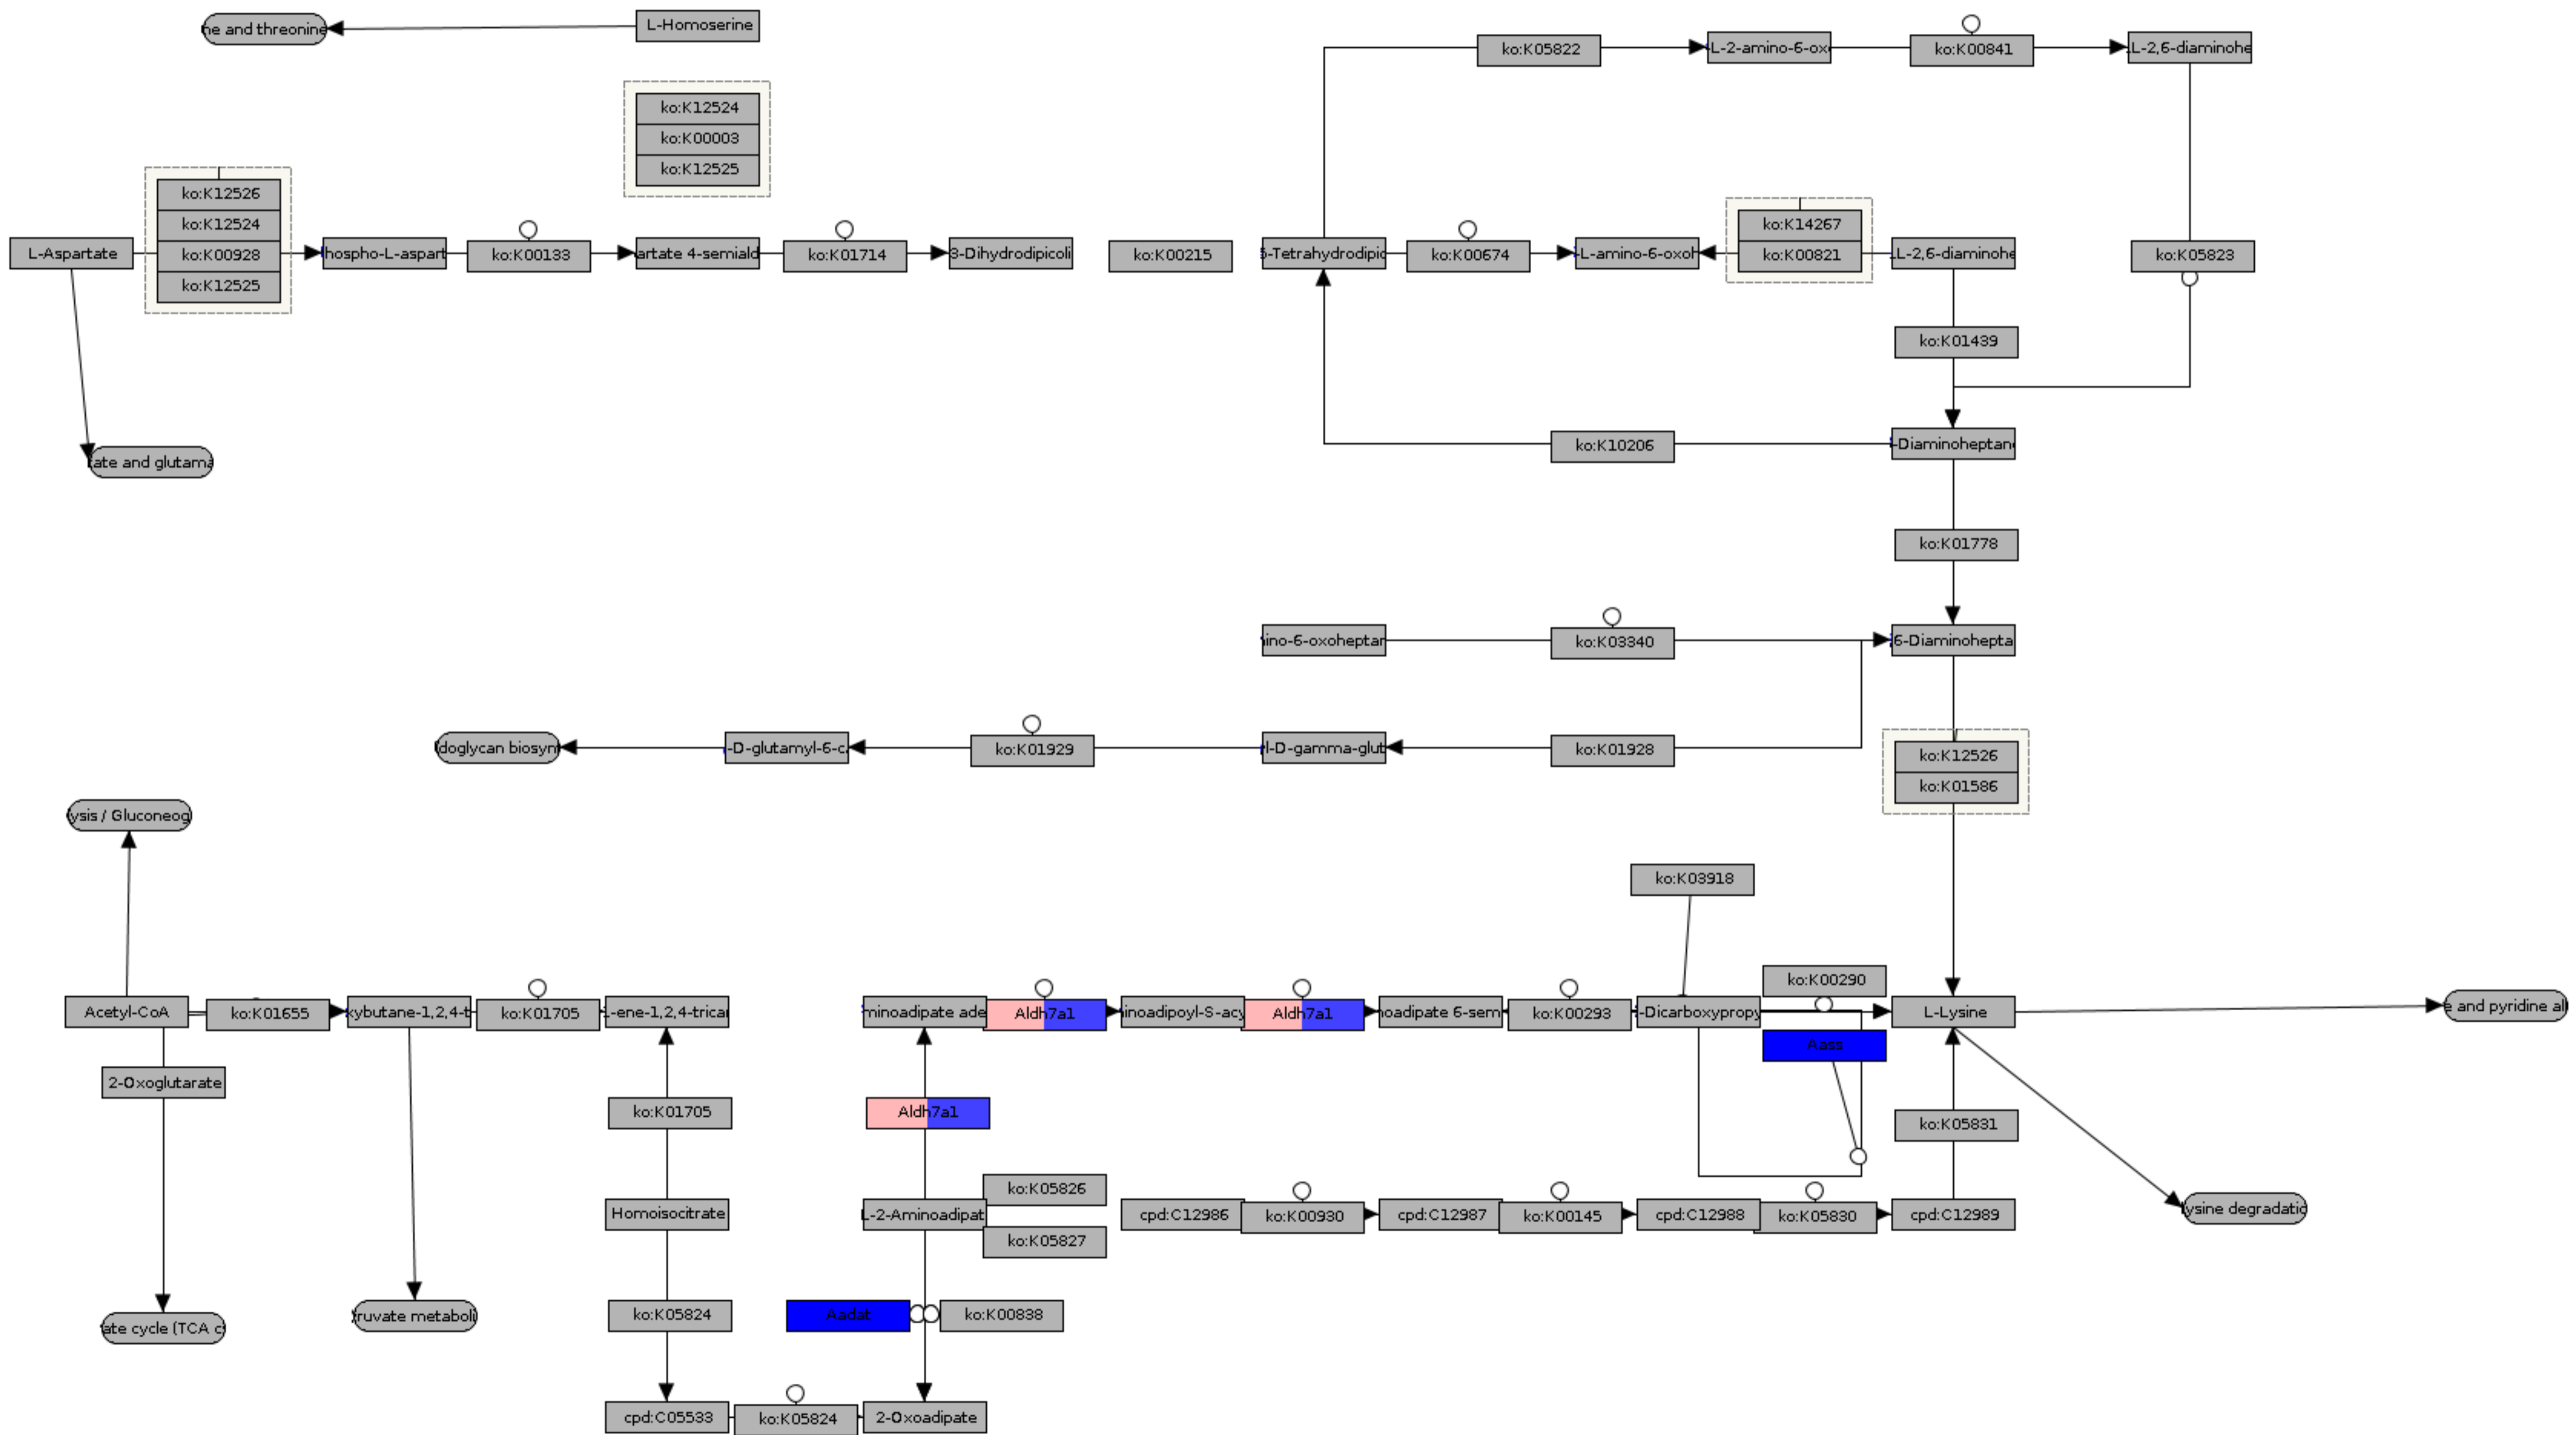 ne and threonine
L-Homoserine
ko:K05822
-L-2-amino-6-ox
ko:K00841
LL-2,6-diaminohe
ko:K12524
ko:K00003
ko:K12525
ko:K12526
ko:K12524
ko:K00928
ko:K12525
L-Aspartate
hospho-L-aspart
ko:K00133
artate 4-semiald
ko:K01714
3-Dihydrodipicoli
ko:K00215
5-Tetrahydrodipic
ko:K00674
-L-amino-6-oxoh
ko:K14267
ko:K00821
LL-2,6-diaminohe
ko:K05823
ko:K01439
ate and glutama
ko:K10206
-Diaminoheptan
ko:K01778
ino-6-oxoheptar
ko:K03340
6-Diaminohepta
doglycan biosyn
-D-glutamyl-6-c
ko:K01929
l-D-gamma-glut
ko:K01928
ko:K12526
ko:K01586
ysis / Gluconeog
ko:K03918
ko:K00290
Acetyl-CoA
ko:K01655
xybutane-1,2,4-t
ko:K01705
-ene-1,2,4-tricar
minoadipate ade
Aldh7a1
inoadipoyl-S-acy
Aldh7a1
noadipate 6-sem
ko:K00293
-Dicarboxypropy
L-Lysine
e and pyridine al
Aass
2-Oxoglutarate
ko:K01705
Aldh7a1
ko:K05831
ko:K05826
Homoisocitrate
L-2-Aminoadipat
cpd:C12986
ko:K00930
cpd:C12987
ko:K00145
cpd:C12988
ko:K05830
cpd:C12989
ysine degradatio
ko:K05827
ate cycle (TCA c
ruvate metaboli
ko:K05824
Aadat
ko:K00838
cpd:C05533
ko:K05824
2-Oxoadipate